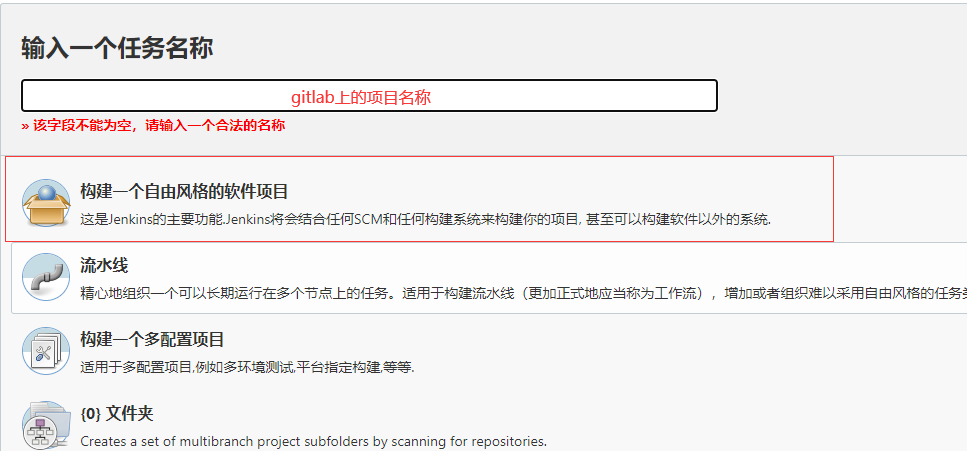 输入一个任务名称
gitlab上的项目名称
» 该字段不能为空，请输入一个合法的名称
构建一个自由风格的软件项目
这是Jenkins的主要功能.Jenkins将会结合任何SCM和任何构建系统来构建你的项目, 甚至可以构建软件以外的系统.
流水线
精心地组织一个可以长期运行在多个节点上的任务。适用于构建流水线（更加正式地应当称为工作流），增加或者组织难以采用自由风格的任务
构建一个多配置项目
适用于多配置项目,例如多环境测试,平台指定构建,等等.
{0} 文件夹
Creates a set of multibranch project subfolders by scanning for repositories.